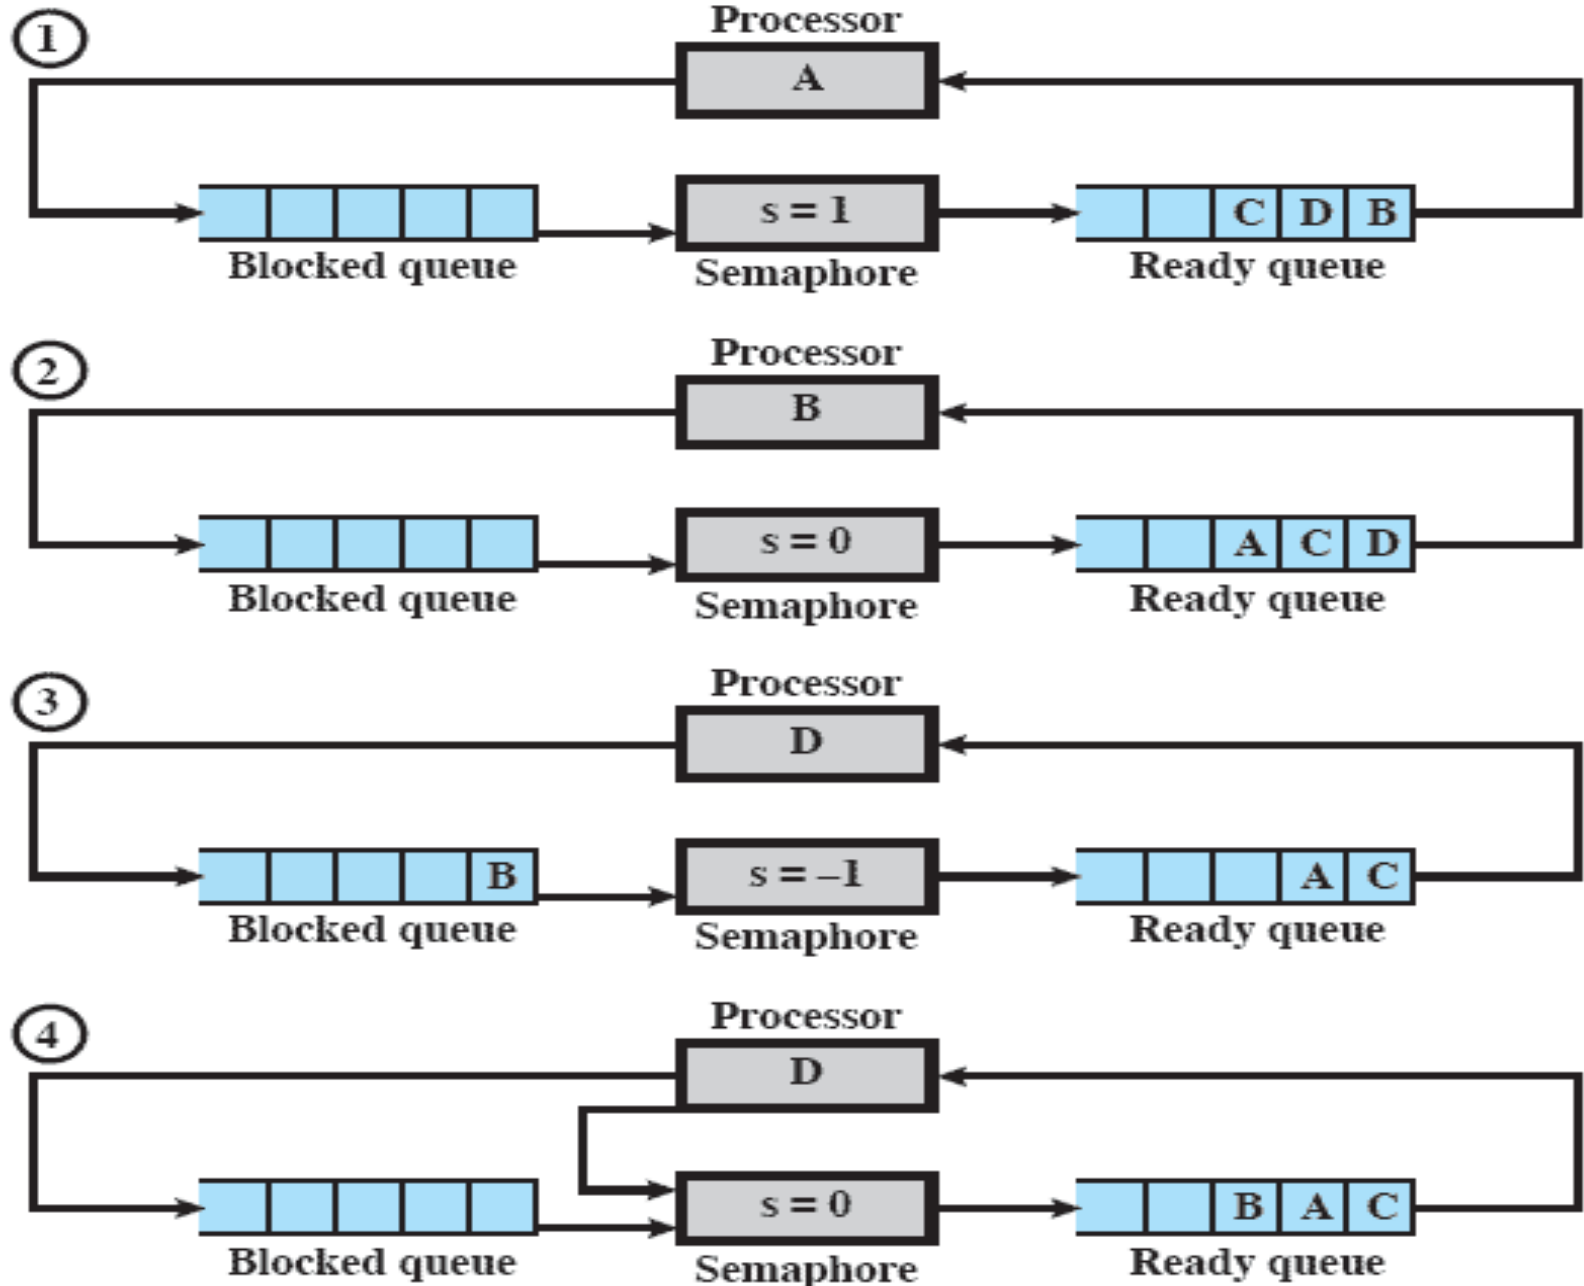 1
Processor
A
s = 1
C D B
Blocked queue
Semaphore
Ready queue
2
Processor
B
s = 0
A C D
Blocked queue
Semaphore
Ready queue
3
Processor
D
B
s = –1
A C
Blocked queue
Semaphore
Ready queue
4
Processor
D
s = 0
B A C
Blocked queue
Semaphore
Ready queue